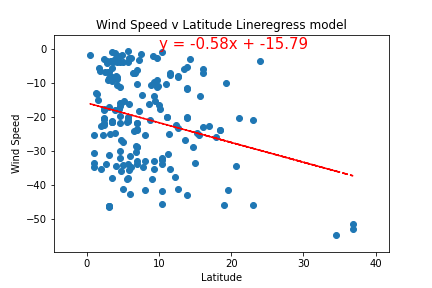 Wind Speed v Latitude Lineregress model
y = -0.58x + -15.79
Wind Speed
0
−10
−20
−30
−40
−50
0 10 20 30 40
Latitude